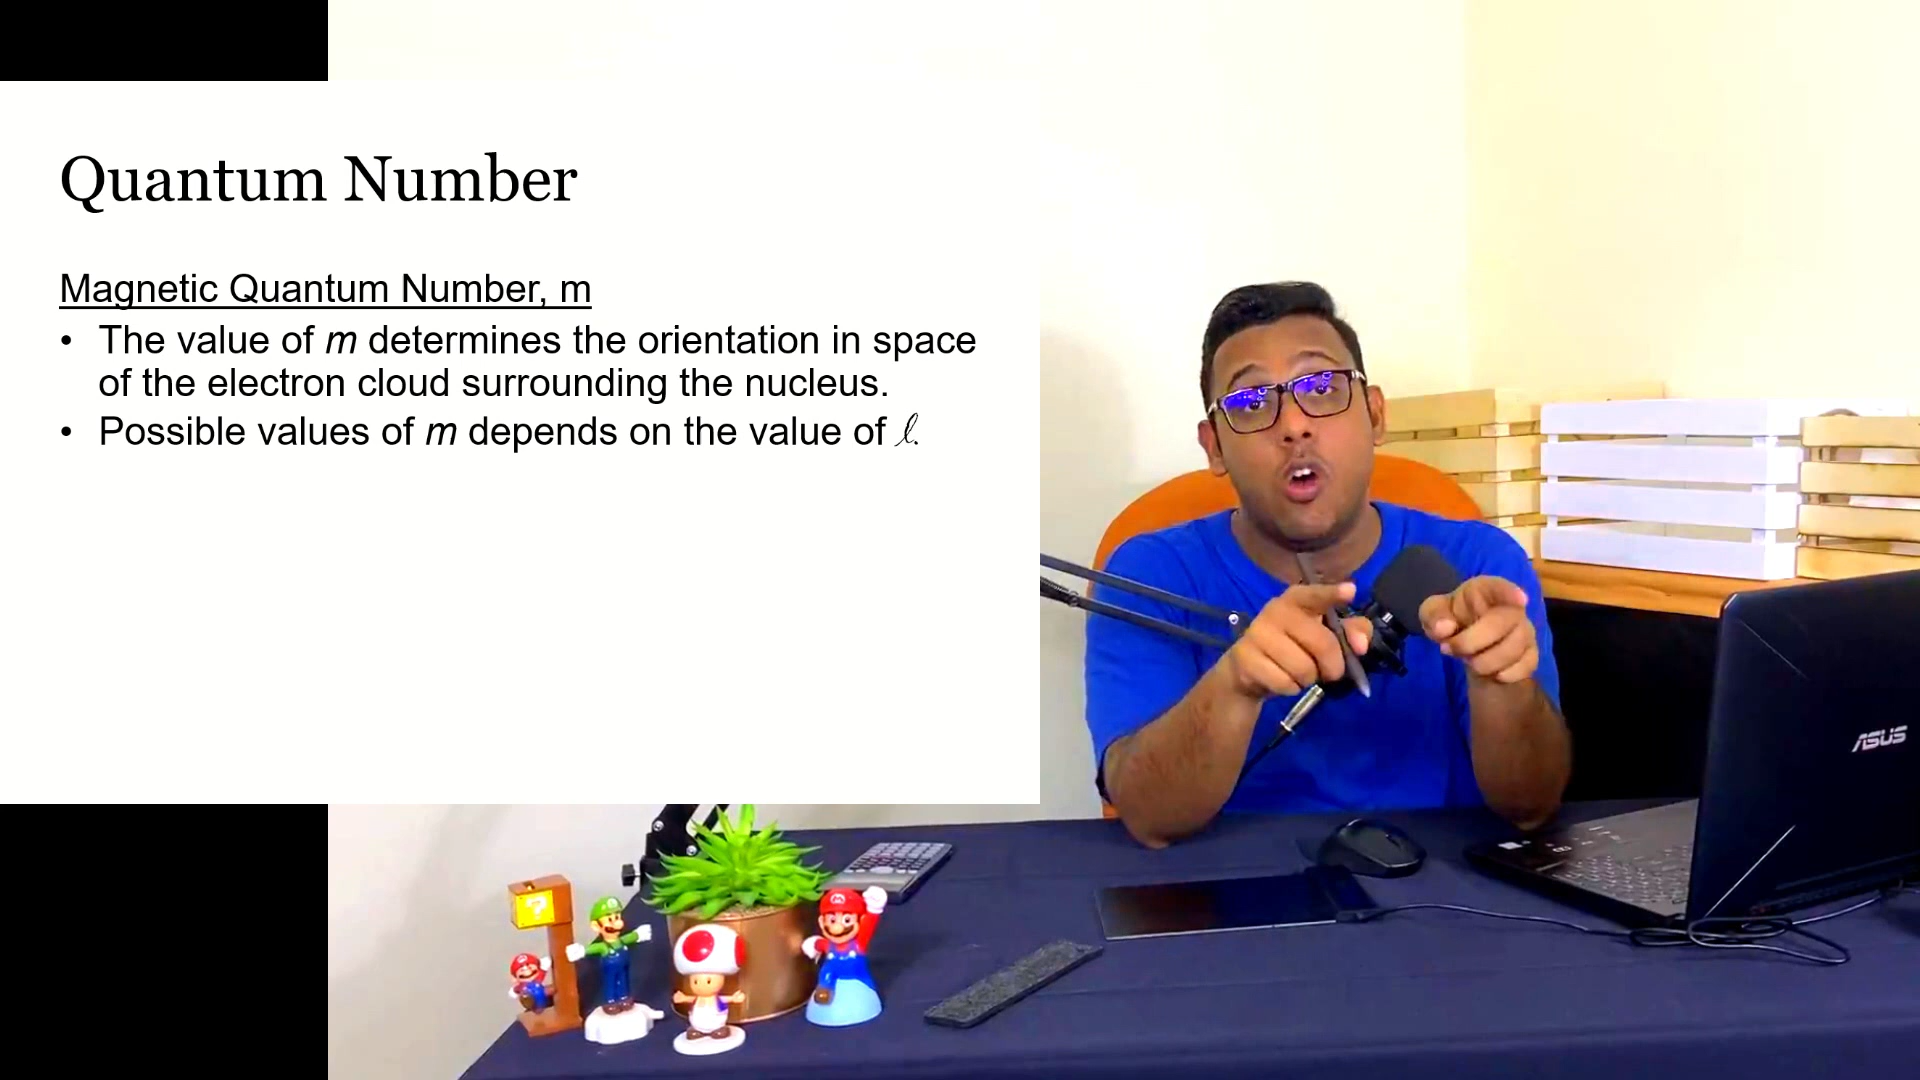 Quantum Number
Magnetic Quantum Number, m
• The value of m determines the orientation in space
of the electron cloud surrounding the nucleus.
• Possible values of m depends on the value of ℓ.
ASUS
?
M